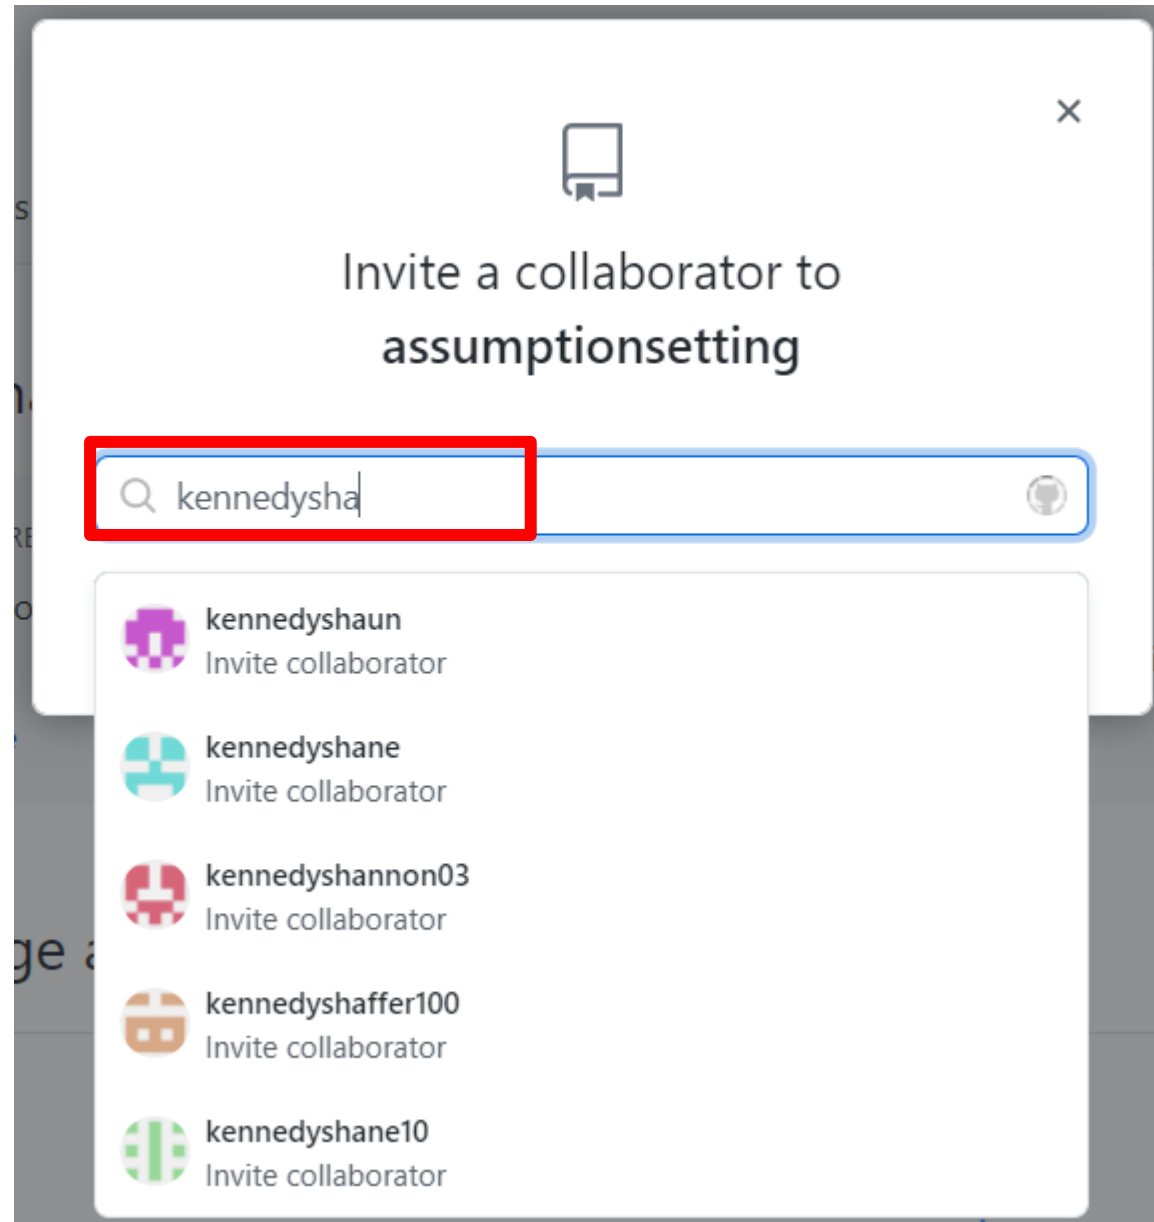 Invite a collaborator to
assumptionsetting
kennedysha
kennedyshaun
Invite collaborator
kennedyshane
Invite collaborator
kennedyshannon03
Invite collaborator
kennedyshaffer100
Invite collaborator
kennedyshane10
Invite collaborator
ge